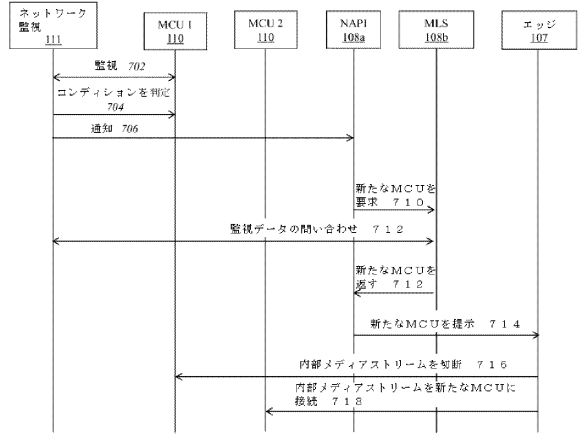 ネットワーク
監視
111
MCU 1
110
MCU 2
110
NAPI
108a
MLS
108b
エッジ
107
監視 702
コンディションを判定
704
通知 706
新たなMCUを
要求 710
監視データの問い合わせ 712
新たなMCUを
返す 712
新たなMCUを提示 714
内部メディアストリームを切断 716
内部メディアストリームを新たなMCUに
接続 718